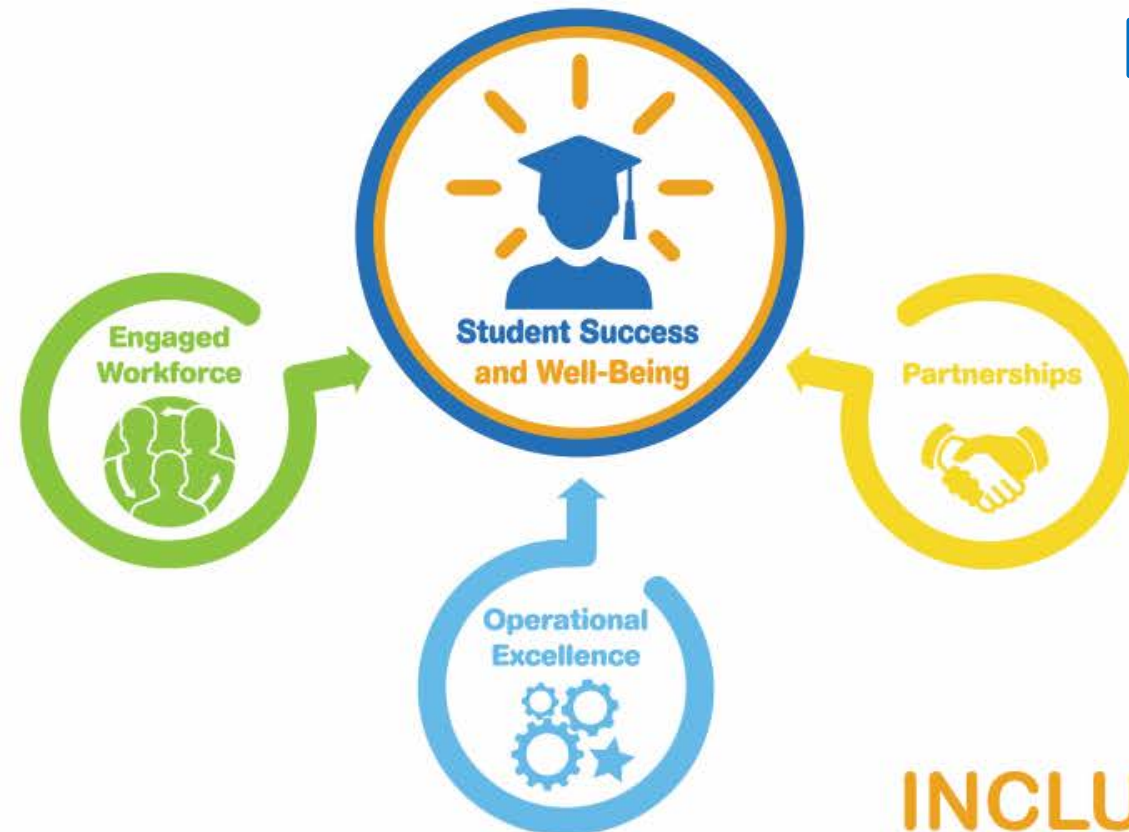 Student Success
and Well-Being
Engaged
Workforce
Partnerships
Operational
Excellence
INCLU